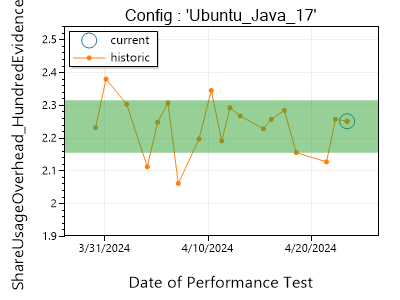 Config : 'Ubuntu_Java_17'
ShareUsageOverhead_HundredEvidence
current
historic
2.5
2.4
2.3
2.2
2.1
2
1.9
3/31/2024
4/10/2024
4/20/2024
Date of Performance Test